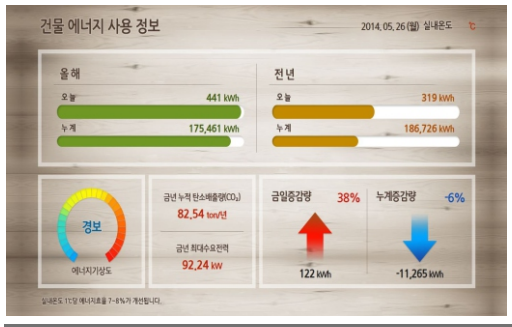 건물 에너지 사용 정보
2014. 05. 26 (월) 실내온도 ℃
올해
오늘 441 kWh
누계 175,461 kWh
전년
오늘 319 kWh
누계 186,726 kWh
경보
에너지기상도
금년 누적 탄소배출량(CO₂)
82,54 ton/년
금년 최대수요전력
92,24 kW
금일증감량 38%
122 kWh
누계증감량 -6%
-11,265 kWh
실내온도 1℃당 에너지효율 7~8%가 개선됩니다.